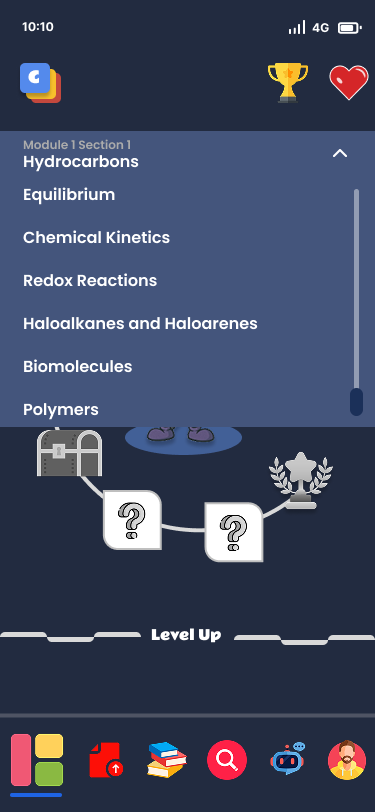 10:10
4G
Module 1 Section 1
Hydrocarbons
Equilibrium
Chemical Kinetics
Redox Reactions
Haloalkanes and Haloarenes
Biomolecules
Polymers
?
?
Level Up